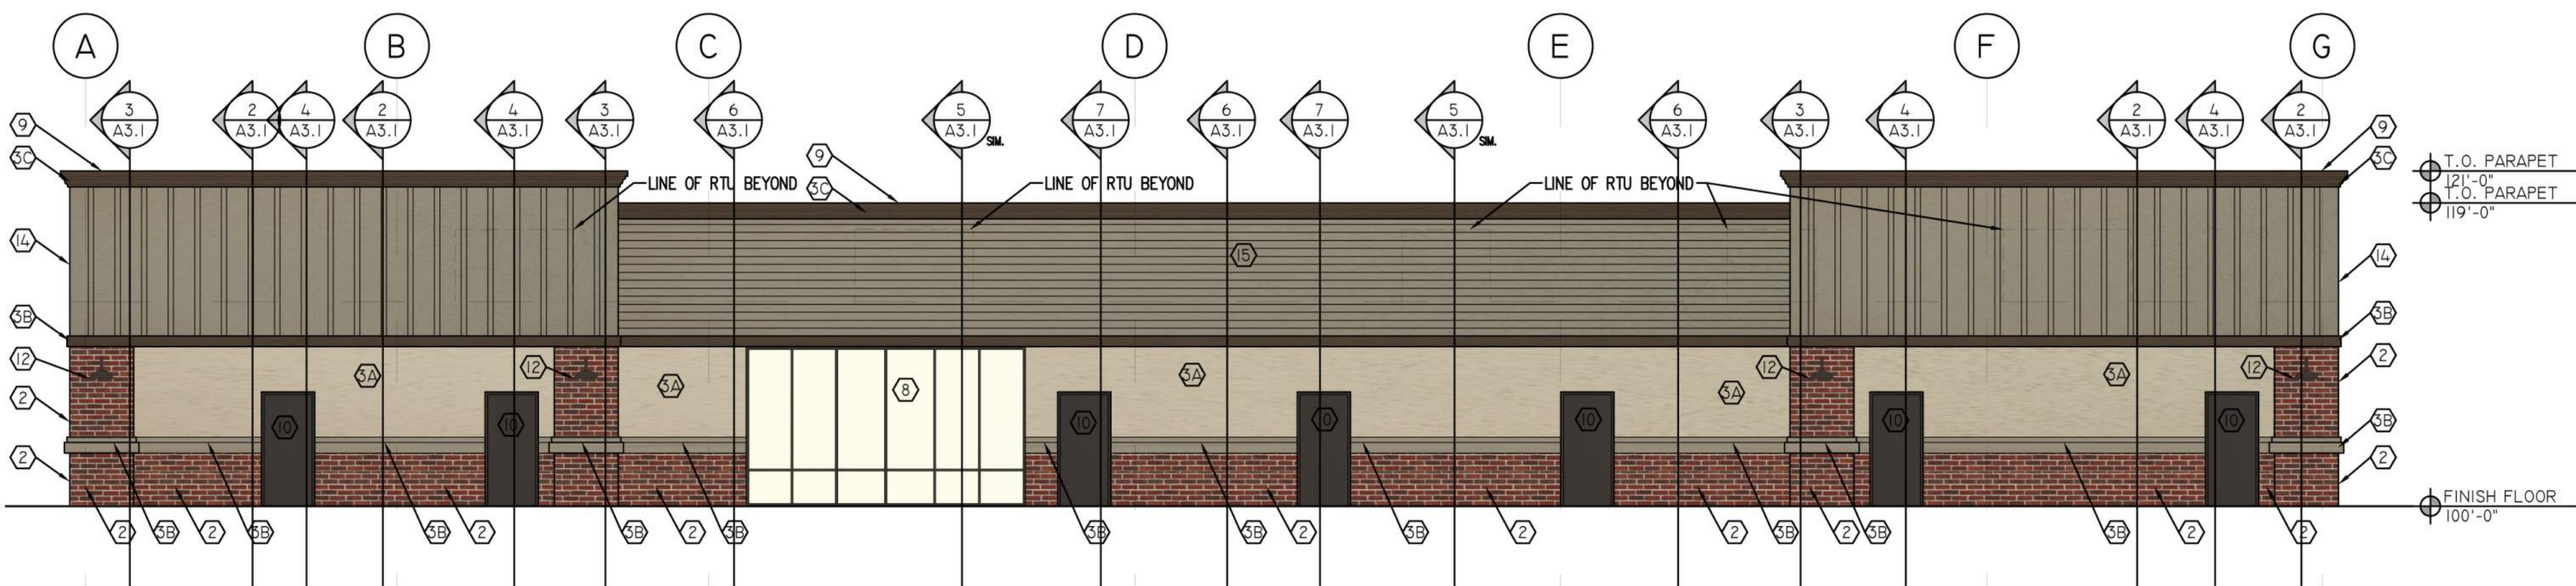 A B C D E F G
3 2 4 2 4 3 6 5 7 6 7 5 6 3 4 2 4 2
A3.1 A3.1 A3.1 A3.1 A3.1 A3.1 A3.1 A3.1 A3.1 A3.1 A3.1 A3.1 A3.1 A3.1 A3.1 A3.1 A3.1 A3.1
SIM. SIM.
9 9
3C 9 3C
T.O. PARAPET
121'-0"
LINE OF RTU BEYOND 3C LINE OF RTU BEYOND LINE OF RTU BEYOND
T.O. PARAPET
119'-0"
14 15 14
3B 3B
12 12 12 12 2
3A 3A 3A 3A 3A
2 8 3B
10 10 10 10 10 10 10
2 2
FINISH FLOOR
100'-0"
2 3B 2 3B 3B 2 3B 2 3B 3B 3B 2 3B 2 2 3B 2 3B 3B 2 2